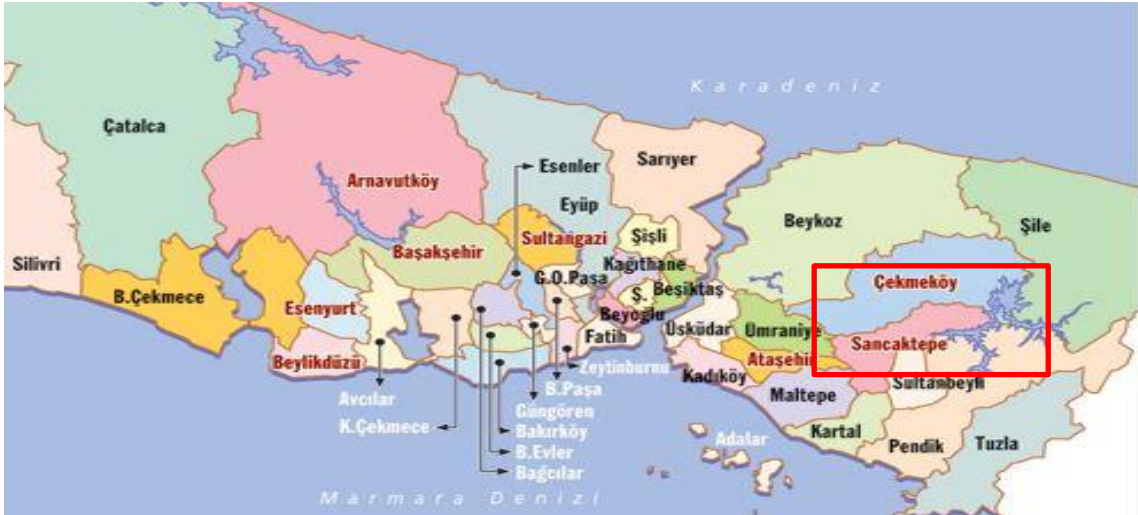 Karadeniz
Çatalca
Esenler
Sarıyer
Arnavutköy
Eyüp
Beykoz
Şile
Silivri
Başakşehir
Sultangazi
Şişli
B.Çekmece
G.O.Paşa
Kağıthane
Çekmeköy
Esenyurt
Ş.
Beşiktaş
Beyoğlu
Fatih
Üsküdar
Ümraniye
Sancaktepe
Beylikdüzü
Zeytinburnu
Kadıköy
Ataşehir
Sultanbeyli
Avcılar
B.Paşa
Maltepe
K.Çekmece
Güngören
Bakırköy
Kartal
Adalar
Pendik
Tuzla
B.Evler
Bağcılar
Marmara Denizi